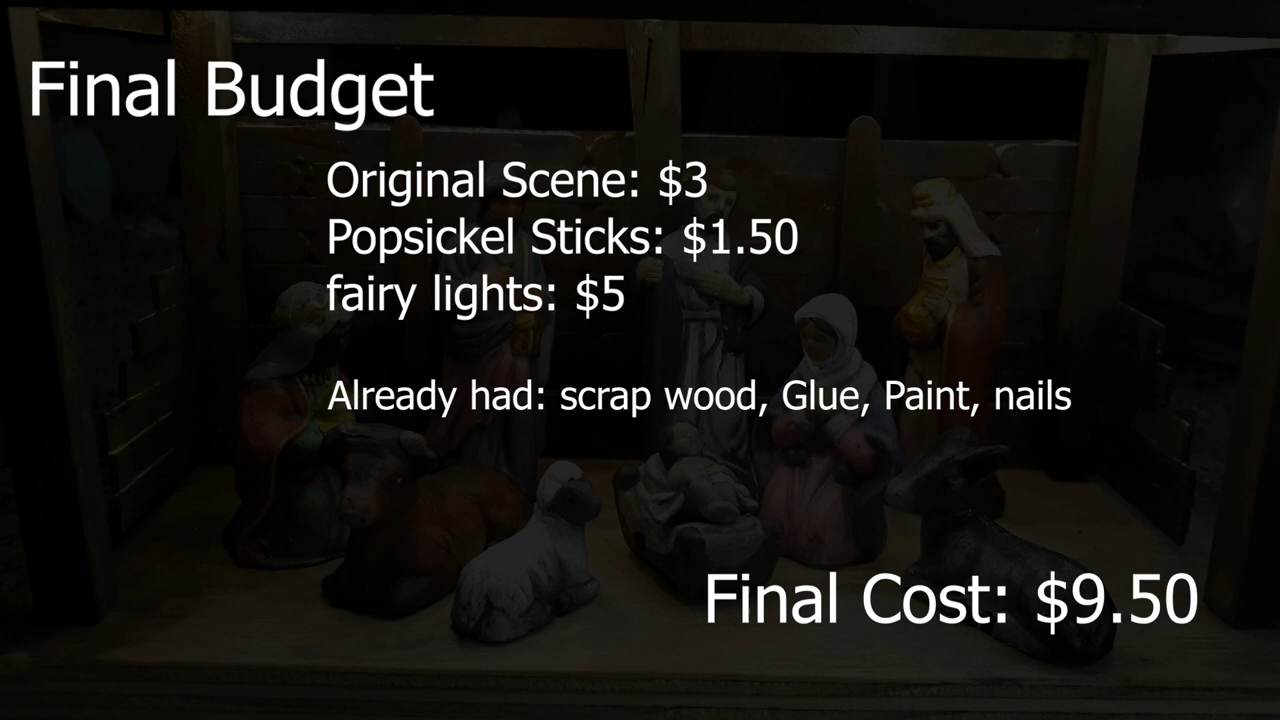 Final Budget
Original Scene: $3
Popsickel Sticks: $1.50
fairy lights: $5
Already had: scrap wood, Glue, Paint, nails
Final Cost: $9.50